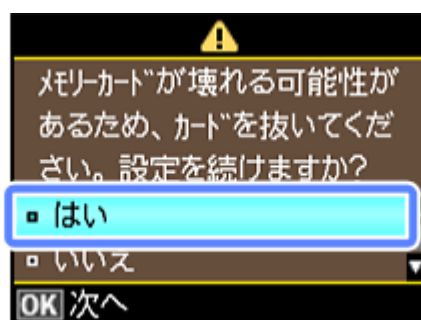 ﾒﾓﾘｰｶｰﾄﾞが壊れる可能性が
あるため、ｶｰﾄﾞを抜いてくだ
さい。設定を続けますか?
はい
いいえ
OK 次へ